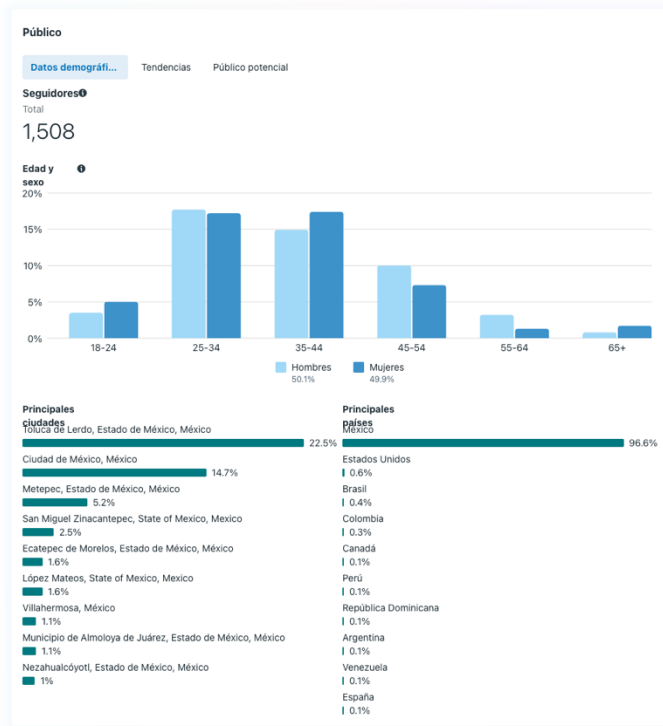 Público
Datos demográfi... Tendencias Público potencial
Seguidores
Total
1,508
Edad y
sexo
20%
15%
10%
5%
0%
18-24 25-34 35-44 45-54 55-64 65+
Hombres Mujeres
50.1% 49.9%
Principales
ciudades
Toluca de Lerdo, Estado de México, México
22.5%
Ciudad de México, México
14.7%
Metepec, Estado de México, México
5.2%
San Miguel Zinacantepec, State of Mexico, Mexico
2.5%
Ecatepec de Morelos, Estado de México, México
1.6%
López Mateos, State of Mexico, Mexico
1.6%
Villahermosa, México
1.1%
Municipio de Almoloya de Juárez, Estado de México, México
1.1%
Nezahualcóyotl, Estado de México, México
1%
Principales
países
México
96.6%
Estados Unidos
0.6%
Brasil
0.4%
Colombia
0.3%
Canadá
0.1%
Perú
0.1%
República Dominicana
0.1%
Argentina
0.1%
Venezuela
0.1%
España
0.1%